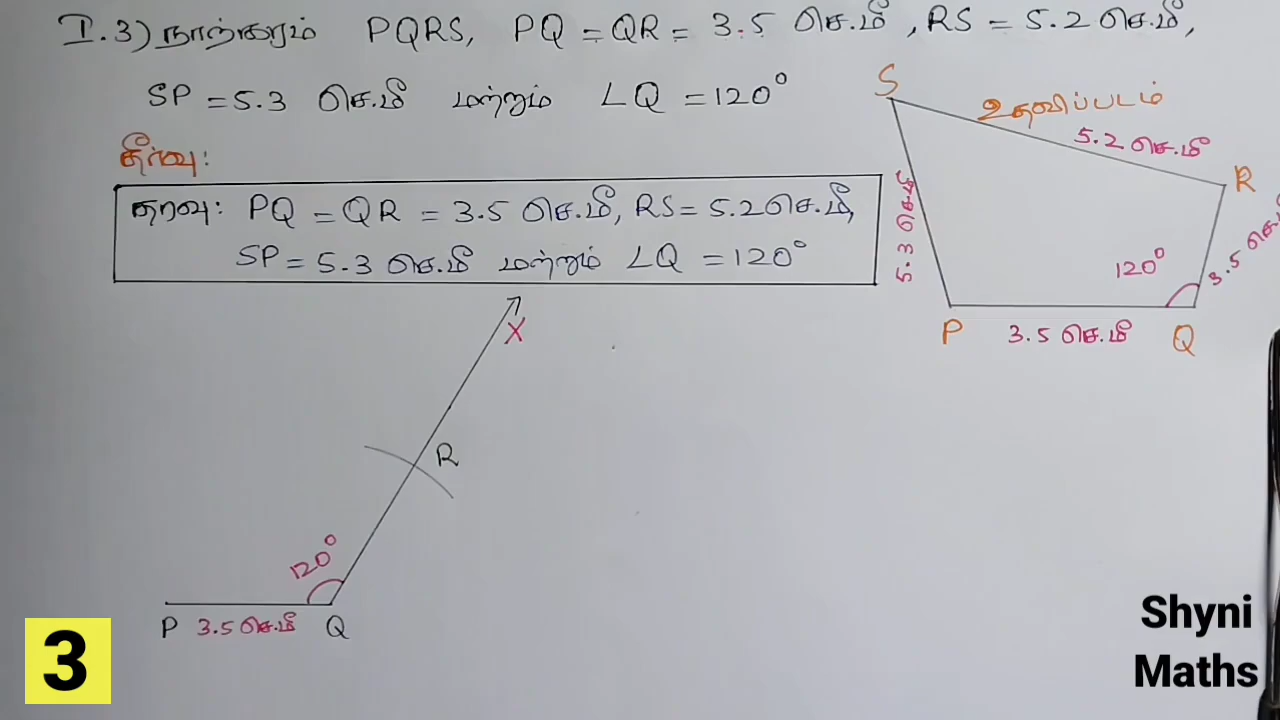 I.3) நாற்கரம் PQRS, PQ = QR = 3.5 செ.மீ, RS = 5.2 செ.மீ,
SP = 5.3 செ.மீ மற்றும் ∠Q = 120°
தீர்வு:
தரவு: PQ = QR = 3.5 செ.மீ, RS = 5.2 செ.மீ,
SP = 5.3 செ.மீ மற்றும் ∠Q = 120°
S
உதவிப்படம்
5.2 செ.மீ
R
5.3 செ.மீ
120°
3.5 செ.
P 3.5 செ.மீ Q
X
R
120°
P 3.5 செ.மீ Q
3
Shyni
Maths